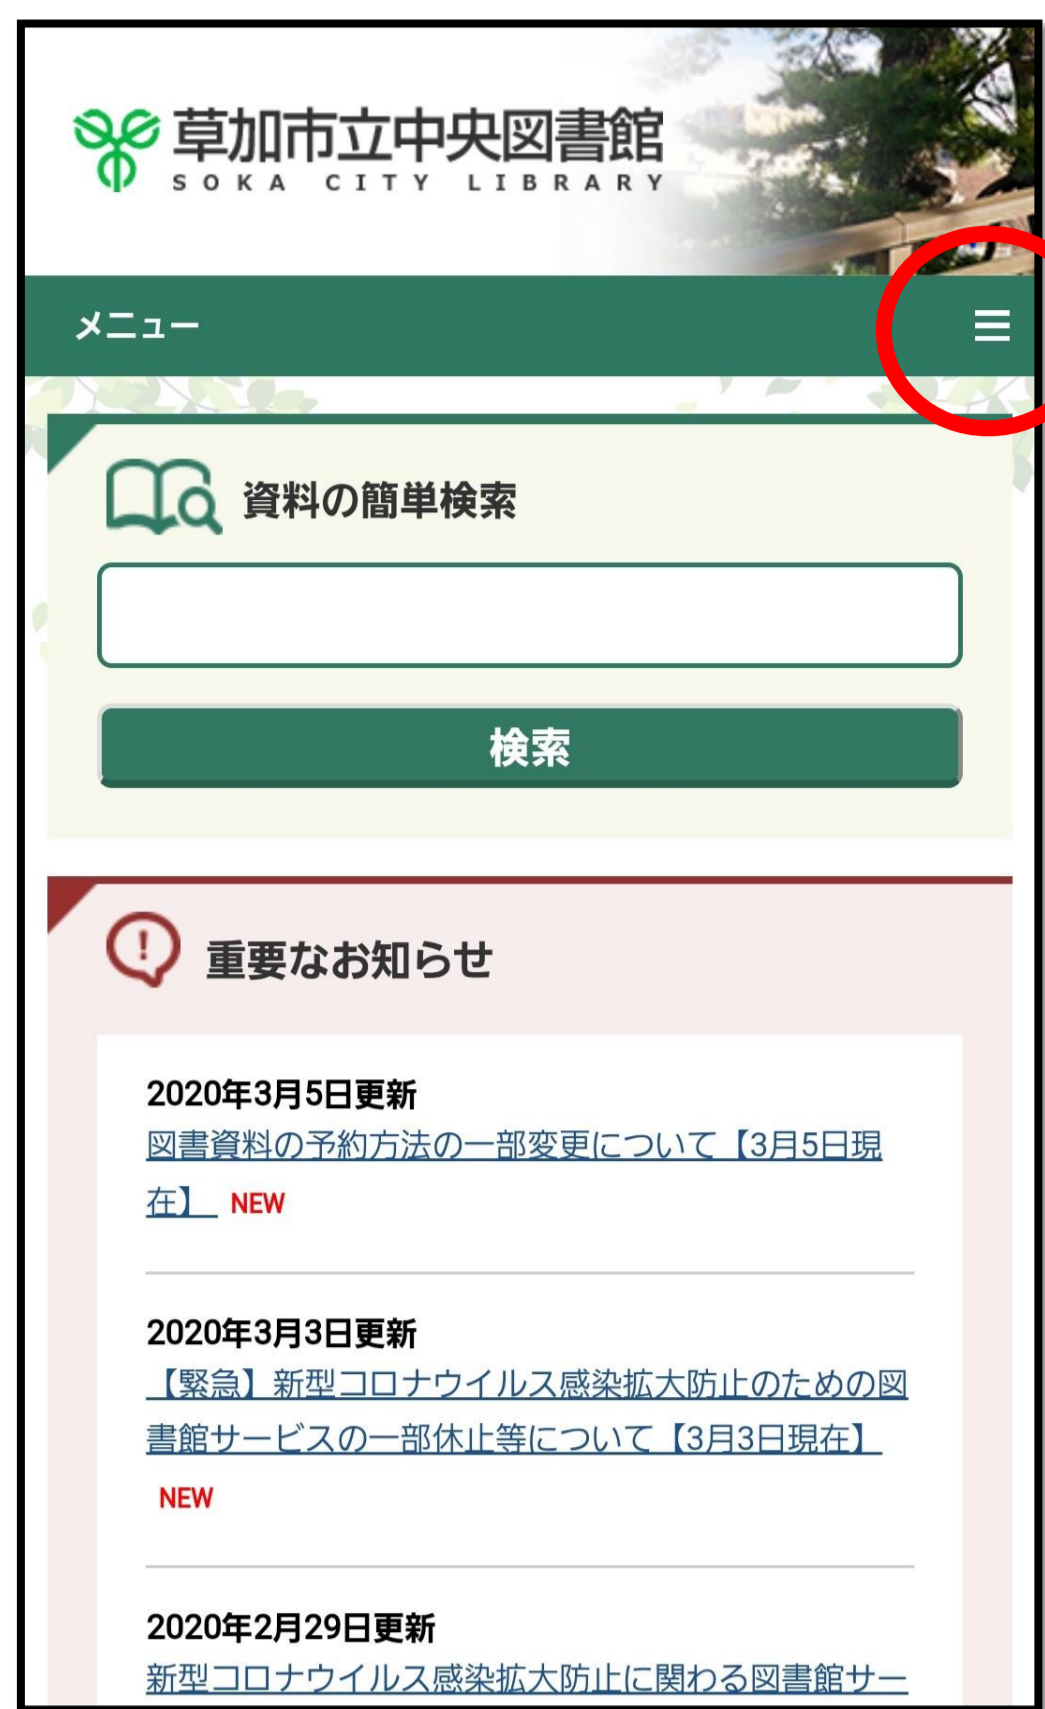 草加市立中央図書館
SOKA CITY LIBRARY
メニュー
資料の簡単検索
検索
重要なお知らせ
2020年3月5日更新
図書資料の予約方法の一部変更について【3月5日現
在】 NEW
2020年3月3日更新
【緊急】新型コロナウイルス感染拡大防止のための図
書館サービスの一部休止等について【3月3日現在】
NEW
2020年2月29日更新
新型コロナウイルス感染拡大防止に関わる図書館サー